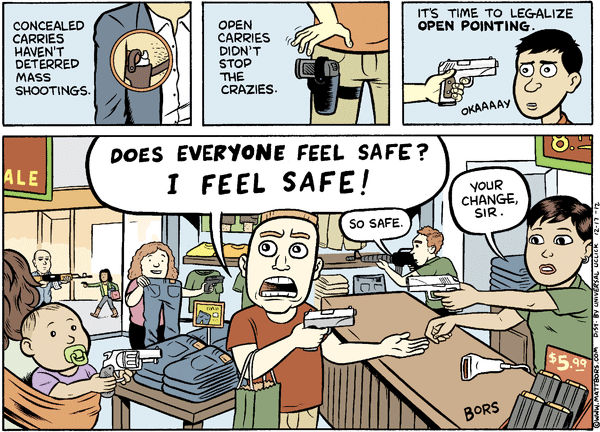 CONCEALED
CARRIES
HAVEN'T
DETERRED
MASS
SHOOTINGS.
OPEN
CARRIES
DIDN'T
STOP
THE
CRAZIES.
IT'S TIME TO LEGALIZE
OPEN POINTING.
OKAAAAY
DOES EVERYONE FEEL SAFE?
I FEEL SAFE!
SO SAFE.
YOUR
CHANGE,
SIR.
ALE
$5.99
BORS
©WWW.MATTBORS.COM DIST. BY UNIVERSAL UCLICK 12-17-12